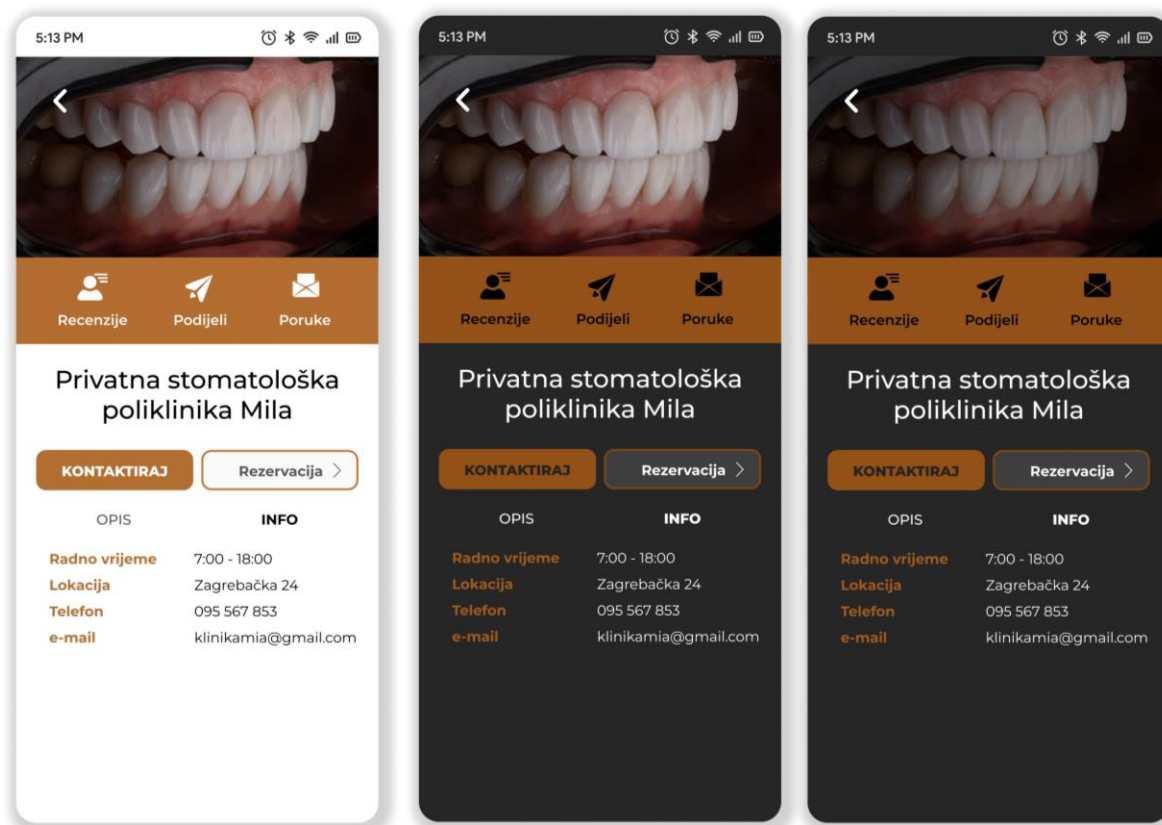 5:13 PM
Recenzije Podijeli Poruke
Privatna stomatološka
poliklinika Mila
KONTAKTIRAJ Rezervacija
OPIS INFO
Radno vrijeme 7:00 - 18:00
Lokacija Zagrebačka 24
Telefon 095 567 853
e-mail klinikamia@gmail.com
5:13 PM
Recenzije Podijeli Poruke
Privatna stomatološka
poliklinika Mila
KONTAKTIRAJ Rezervacija
OPIS INFO
Radno vrijeme 7:00 - 18:00
Lokacija Zagrebačka 24
Telefon 095 567 853
e-mail klinikamia@gmail.com
5:13 PM
Recenzije Podijeli Poruke
Privatna stomatološka
poliklinika Mila
KONTAKTIRAJ Rezervacija
OPIS INFO
Radno vrijeme 7:00 - 18:00
Lokacija Zagrebačka 24
Telefon 095 567 853
e-mail klinikamia@gmail.com